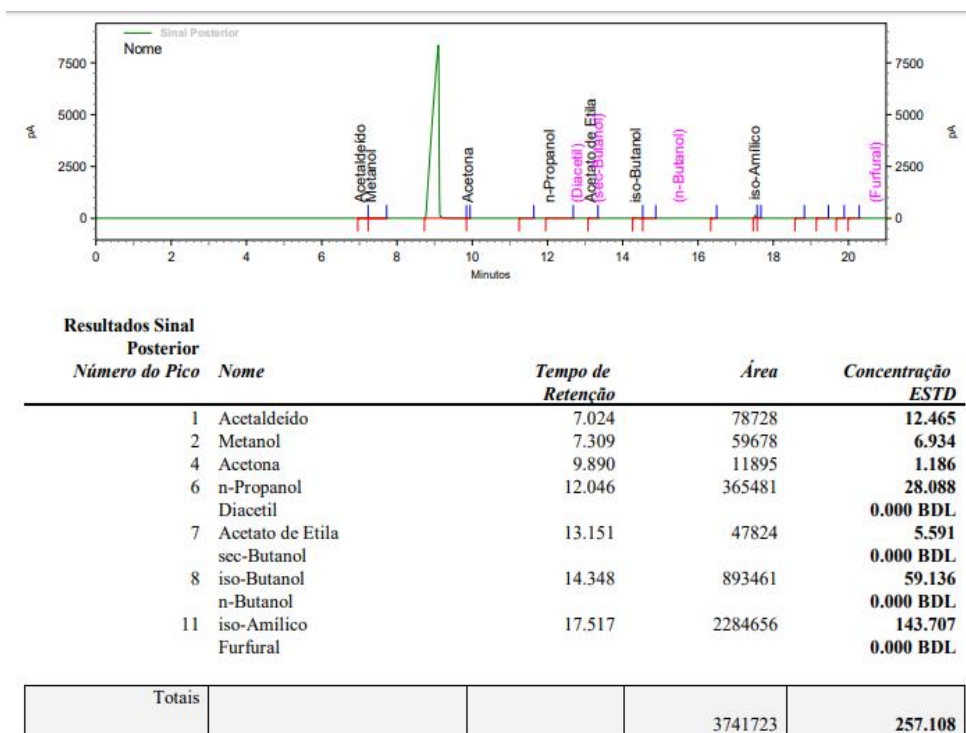 Sinal Posterior
Nome
7500
5000
2500
0
pA
7500
5000
2500
0
pA
Acetaldeído
Metanol
Acetona
n-Propanol
(Diacetil)
Acetato de Etila
(sec-Butanol)
iso-Butanol
(n-Butanol)
iso-Amílico
(Furfural)
0 2 4 6 8 10 12 14 16 18 20
Minutos
Resultados Sinal
Posterior
Número do Pico Nome Tempo de Retenção Área Concentração ESTD
1 Acetaldeído 7.024 78728 12.465
2 Metanol 7.309 59678 6.934
4 Acetona 9.890 11895 1.186
6 n-Propanol 12.046 365481 28.088
Diacetil 0.000 BDL
7 Acetato de Etila 13.151 47824 5.591
sec-Butanol 0.000 BDL
8 iso-Butanol 14.348 893461 59.136
n-Butanol 0.000 BDL
11 iso-Amílico 17.517 2284656 143.707
Furfural 0.000 BDL
Totais
3741723 257.108